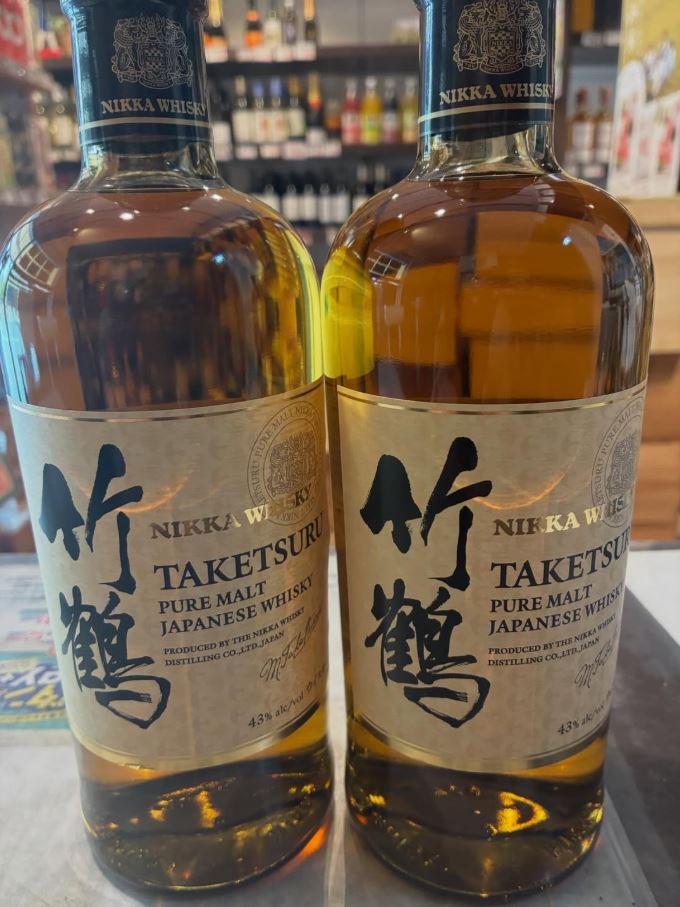 NIKKA WHISKY
竹鶴
NIKKA WHISKY
TAKETSURU
PURE MALT
JAPANESE WHISKY
PRODUCED BY THE NIKKA WHISKY
DISTILLING CO., LTD., JAPAN
43% alc/vol
NIKKA WHISKY
竹鶴
NIKKA WHIS
TAKETSUR
PURE MALT
JAPANESE WHISKY
PRODUCED BY THE NIKKA WHISKY
DISTILLING CO., LTD., JAPAN
43% alc/vol